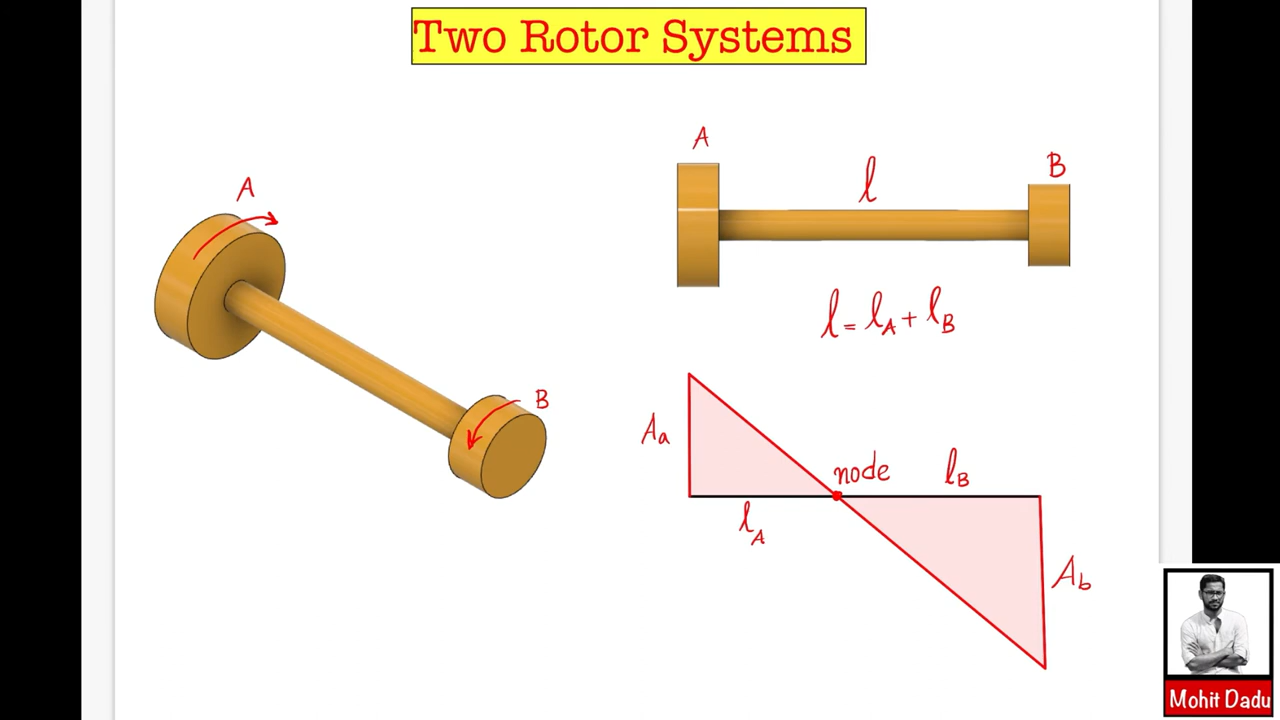 Two Rotor Systems
A
B
A
l
B
l = lA + lB
Aa
node
lB
lA
Ab
Mohit Dadu